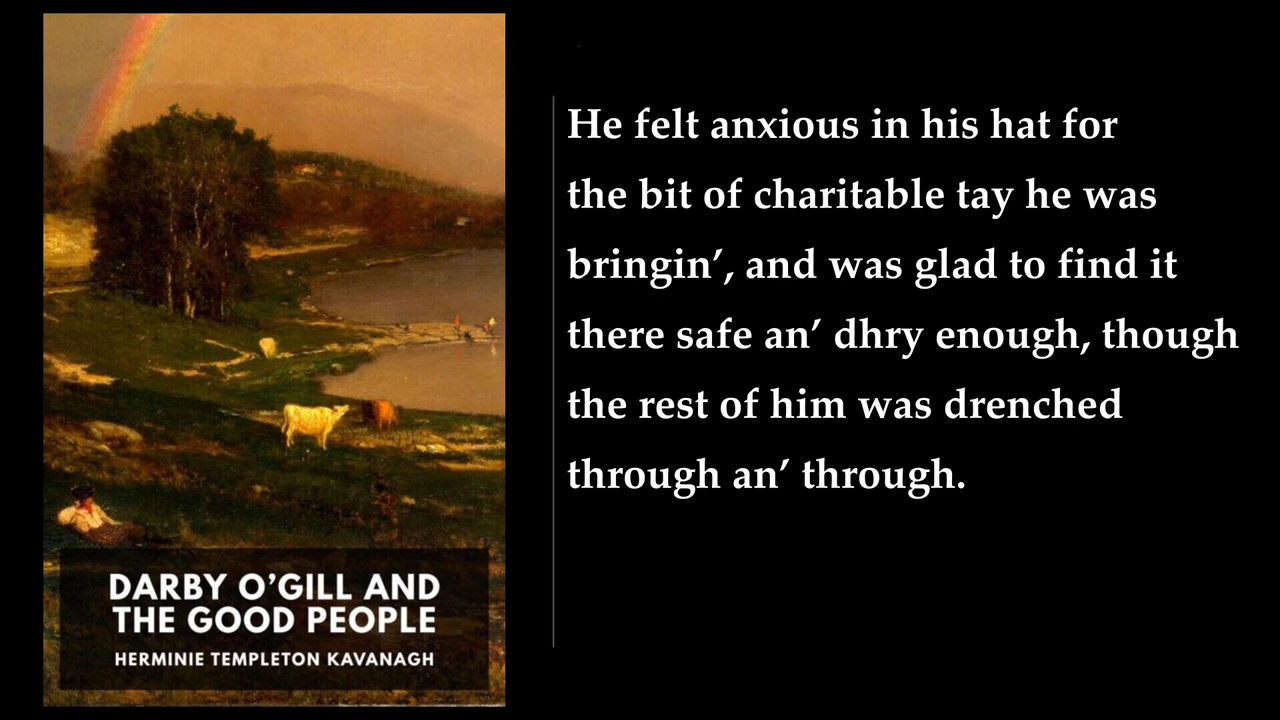 He felt anxious in his hat for
the bit of charitable tay he was
bringin’, and was glad to find it
there safe an’ dhry enough, though
the rest of him was drenched
through an’ through.
DARBY O’GILL AND
THE GOOD PEOPLE
HERMINIE TEMPLETON KAVANAGH